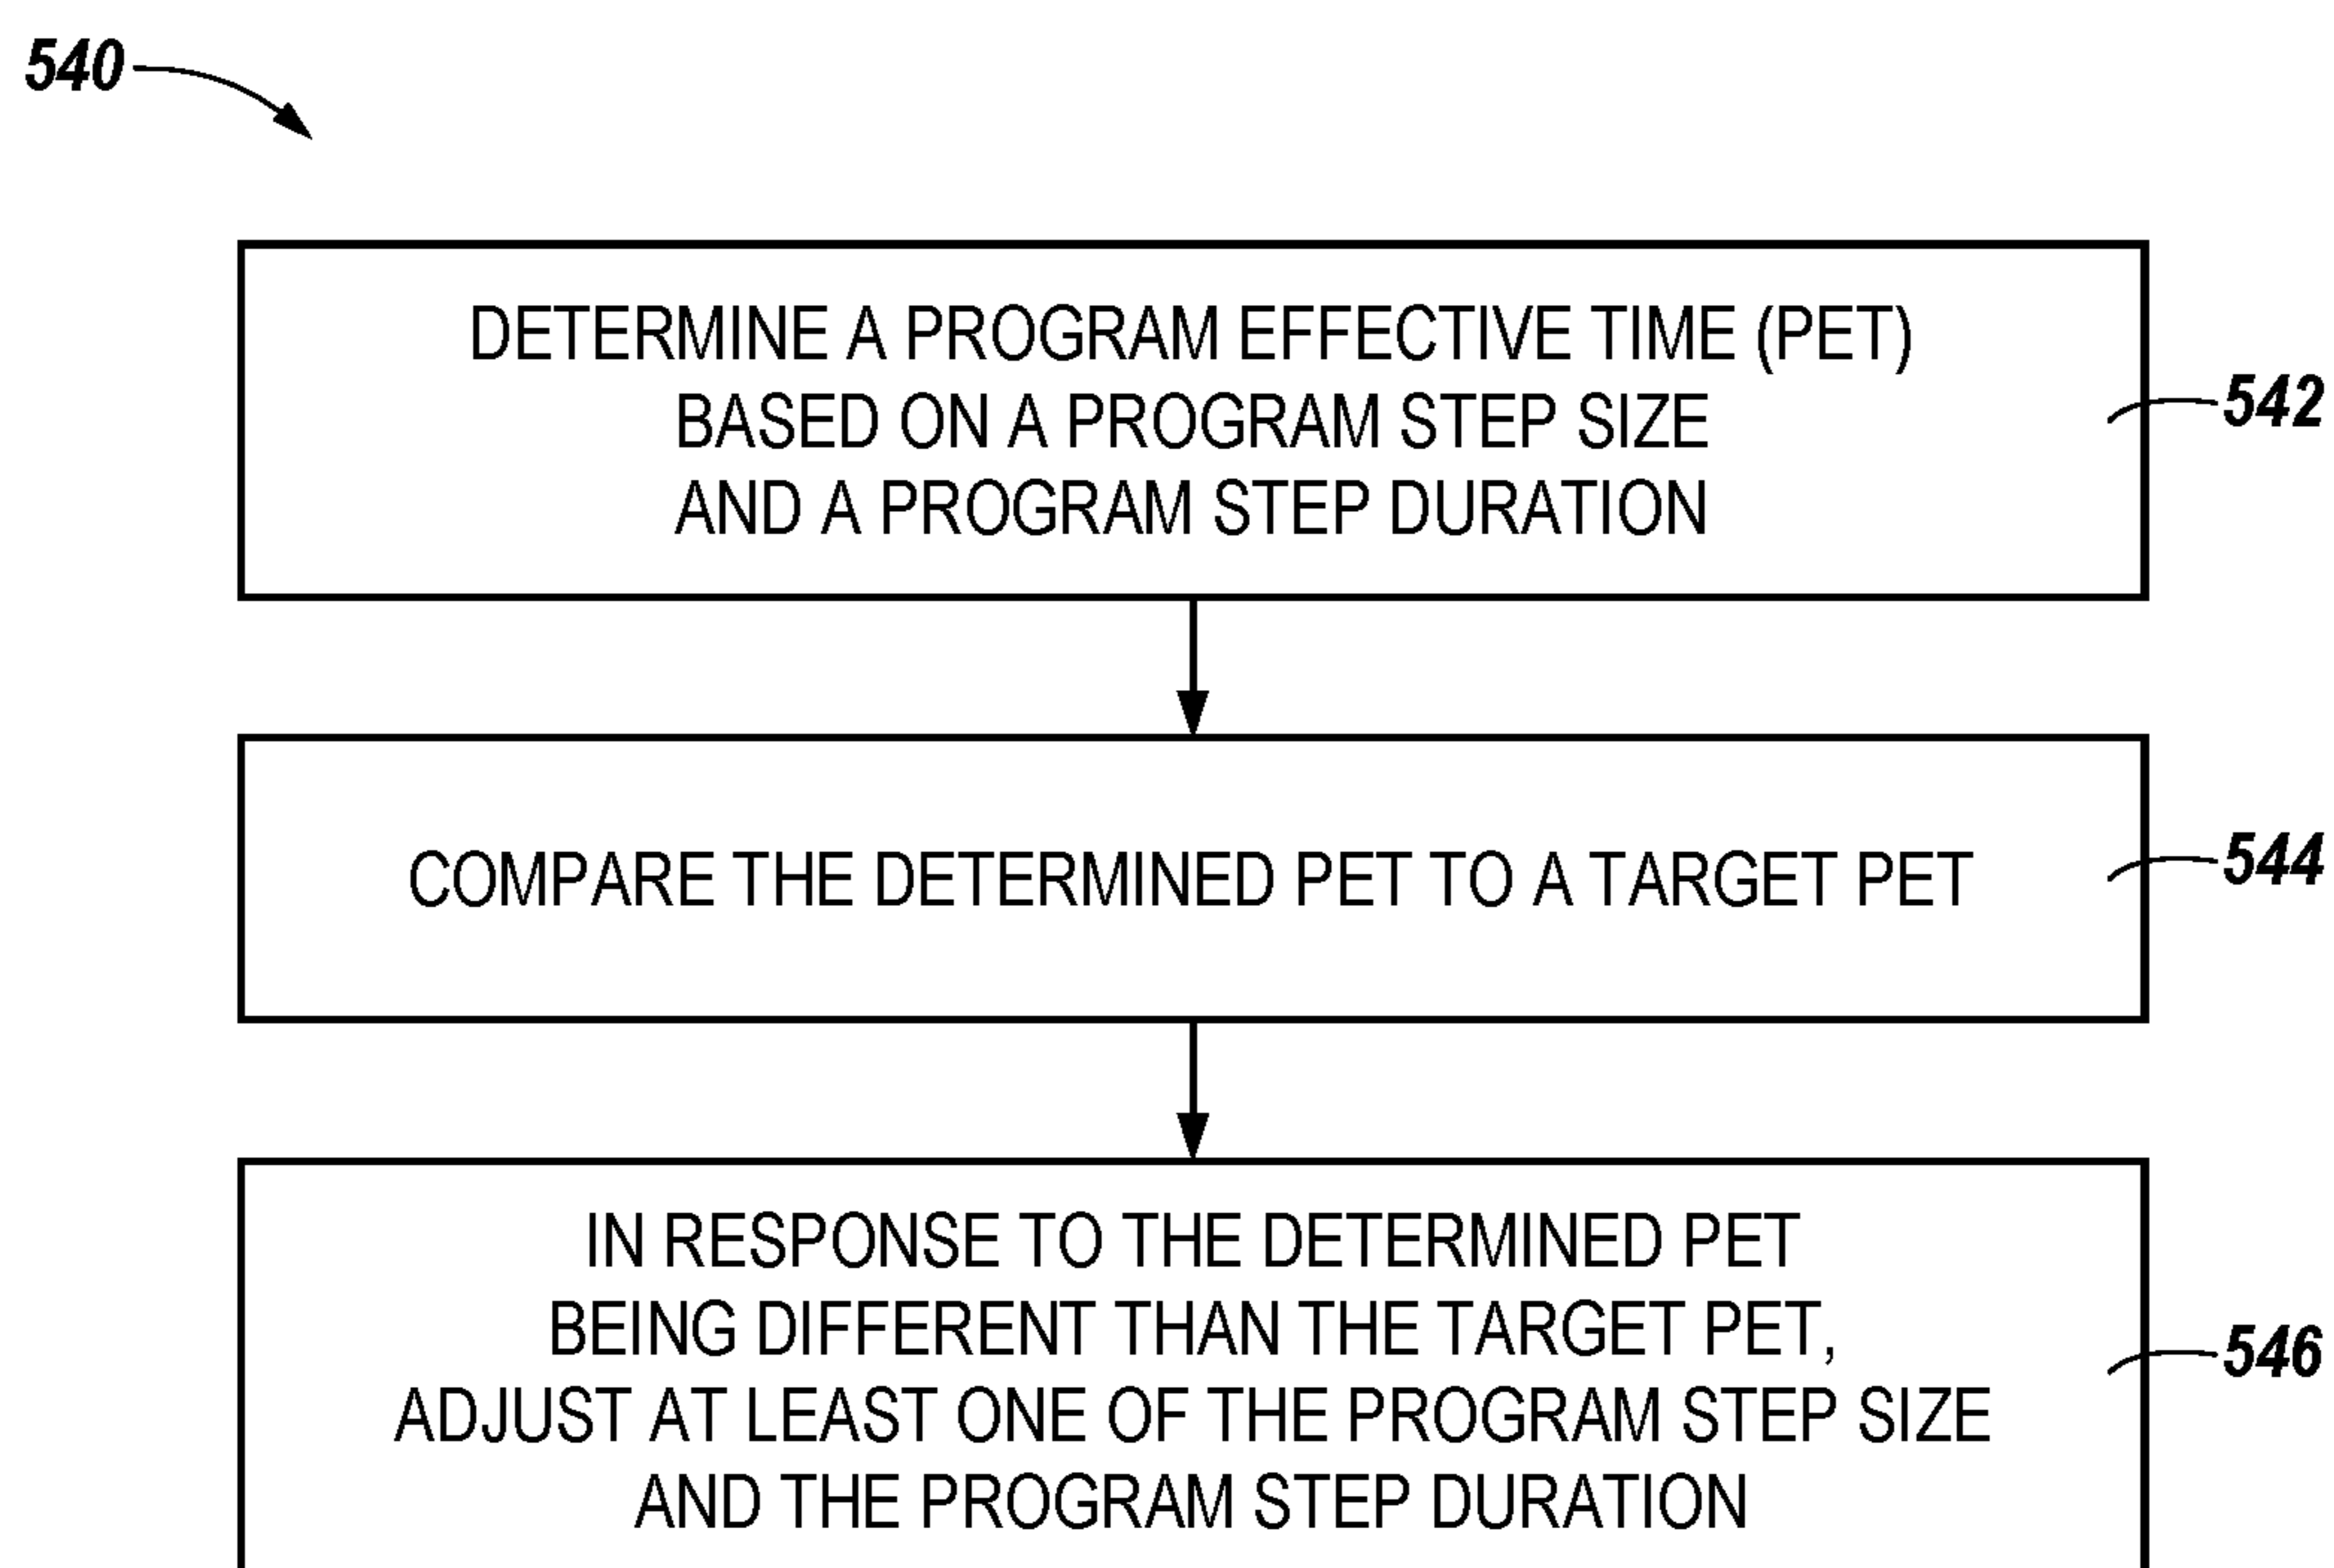 540
DETERMINE A PROGRAM EFFECTIVE TIME (PET)
BASED ON A PROGRAM STEP SIZE
AND A PROGRAM STEP DURATION
542
COMPARE THE DETERMINED PET TO A TARGET PET
544
IN RESPONSE TO THE DETERMINED PET
BEING DIFFERENT THAN THE TARGET PET,
ADJUST AT LEAST ONE OF THE PROGRAM STEP SIZE
AND THE PROGRAM STEP DURATION
546